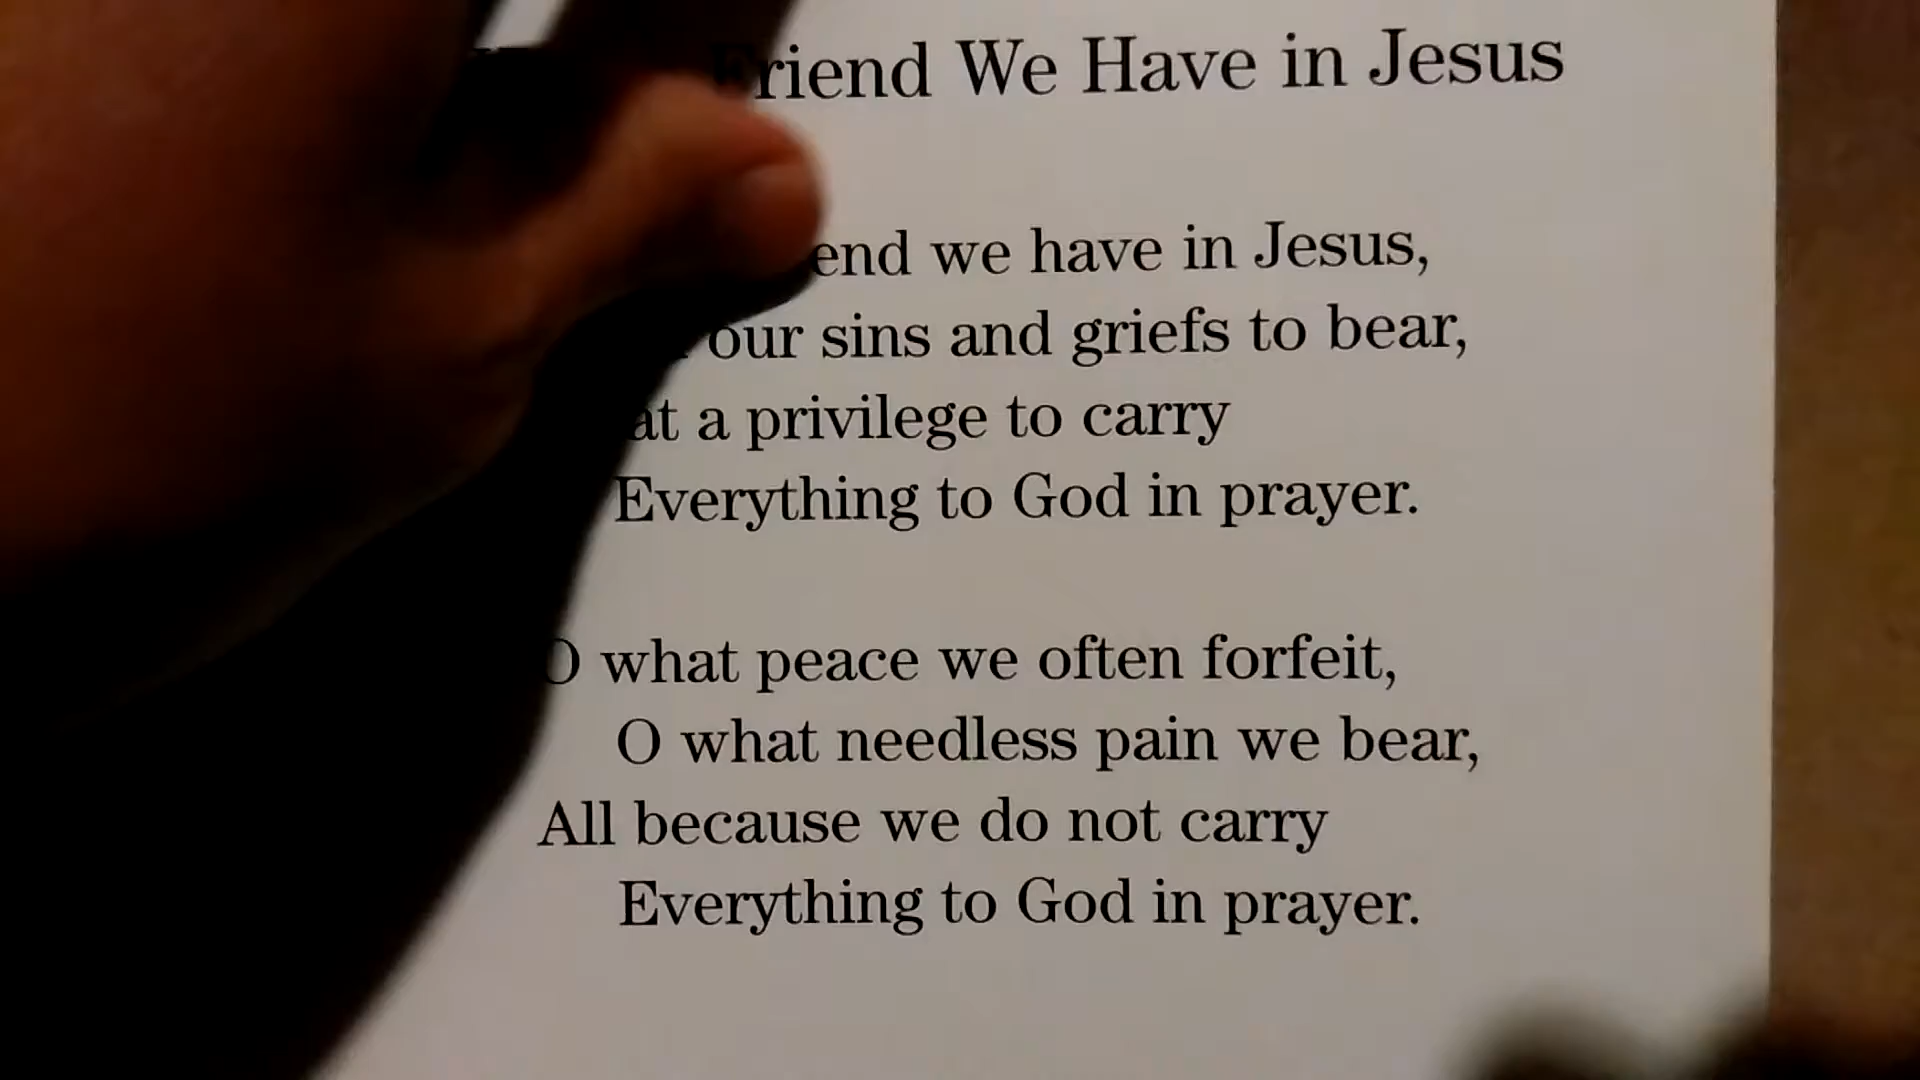 Friend We Have in Jesus
end we have in Jesus,
our sins and griefs to bear,
at a privilege to carry
Everything to God in prayer.
O what peace we often forfeit,
O what needless pain we bear,
All because we do not carry
Everything to God in prayer.